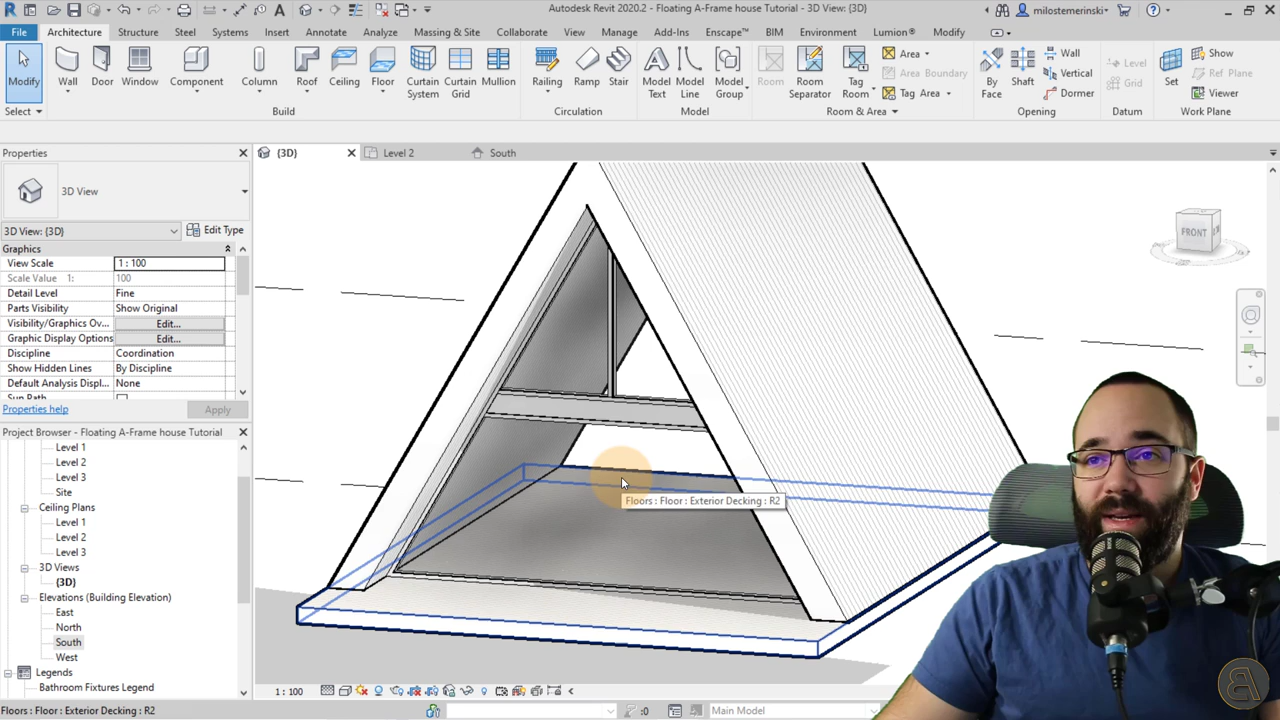 Autodesk Revit 2020.2 - Floating A-Frame house Tutorial - 3D View: {3D}
milostemerinski
File Architecture Structure Steel Systems Insert Annotate Analyze Massing & Site Collaborate View Manage Add-Ins Enscape™ BIM Environment Lumion® Modify
Modify
Wall
Door
Window
Component
Column
Roof
Ceiling
Floor
Curtain System
Curtain Grid
Mullion
Railing
Ramp
Stair
Model Text
Model Line
Model Group
Room
Room Separator
Tag Room
Area
Area Boundary
Tag Area
By Face
Shaft
Wall
Vertical
Dormer
Level
Grid
Set
Show
Ref Plane
Viewer
Select
Build
Circulation
Model
Room & Area
Opening
Datum
Work Plane
Properties
{3D}
Level 2
South
3D View
3D View: {3D}
Edit Type
Graphics
View Scale 1 : 100
Scale Value 1: 100
Detail Level Fine
Parts Visibility Show Original
Visibility/Graphics Ov... Edit...
Graphic Display Options Edit...
Discipline Coordination
Show Hidden Lines By Discipline
Default Analysis Displ... None
Sun Path
Properties help
Apply
Project Browser - Floating A-Frame house Tutorial
Level 1
Level 2
Level 3
Site
Ceiling Plans
Level 1
Level 2
Level 3
3D Views
{3D}
Elevations (Building Elevation)
East
North
South
West
Legends
Bathroom Fixtures Legend
FRONT
Floors : Floor : Exterior Decking : R2
1 : 100
Floors : Floor : Exterior Decking : R2
:0
Main Model